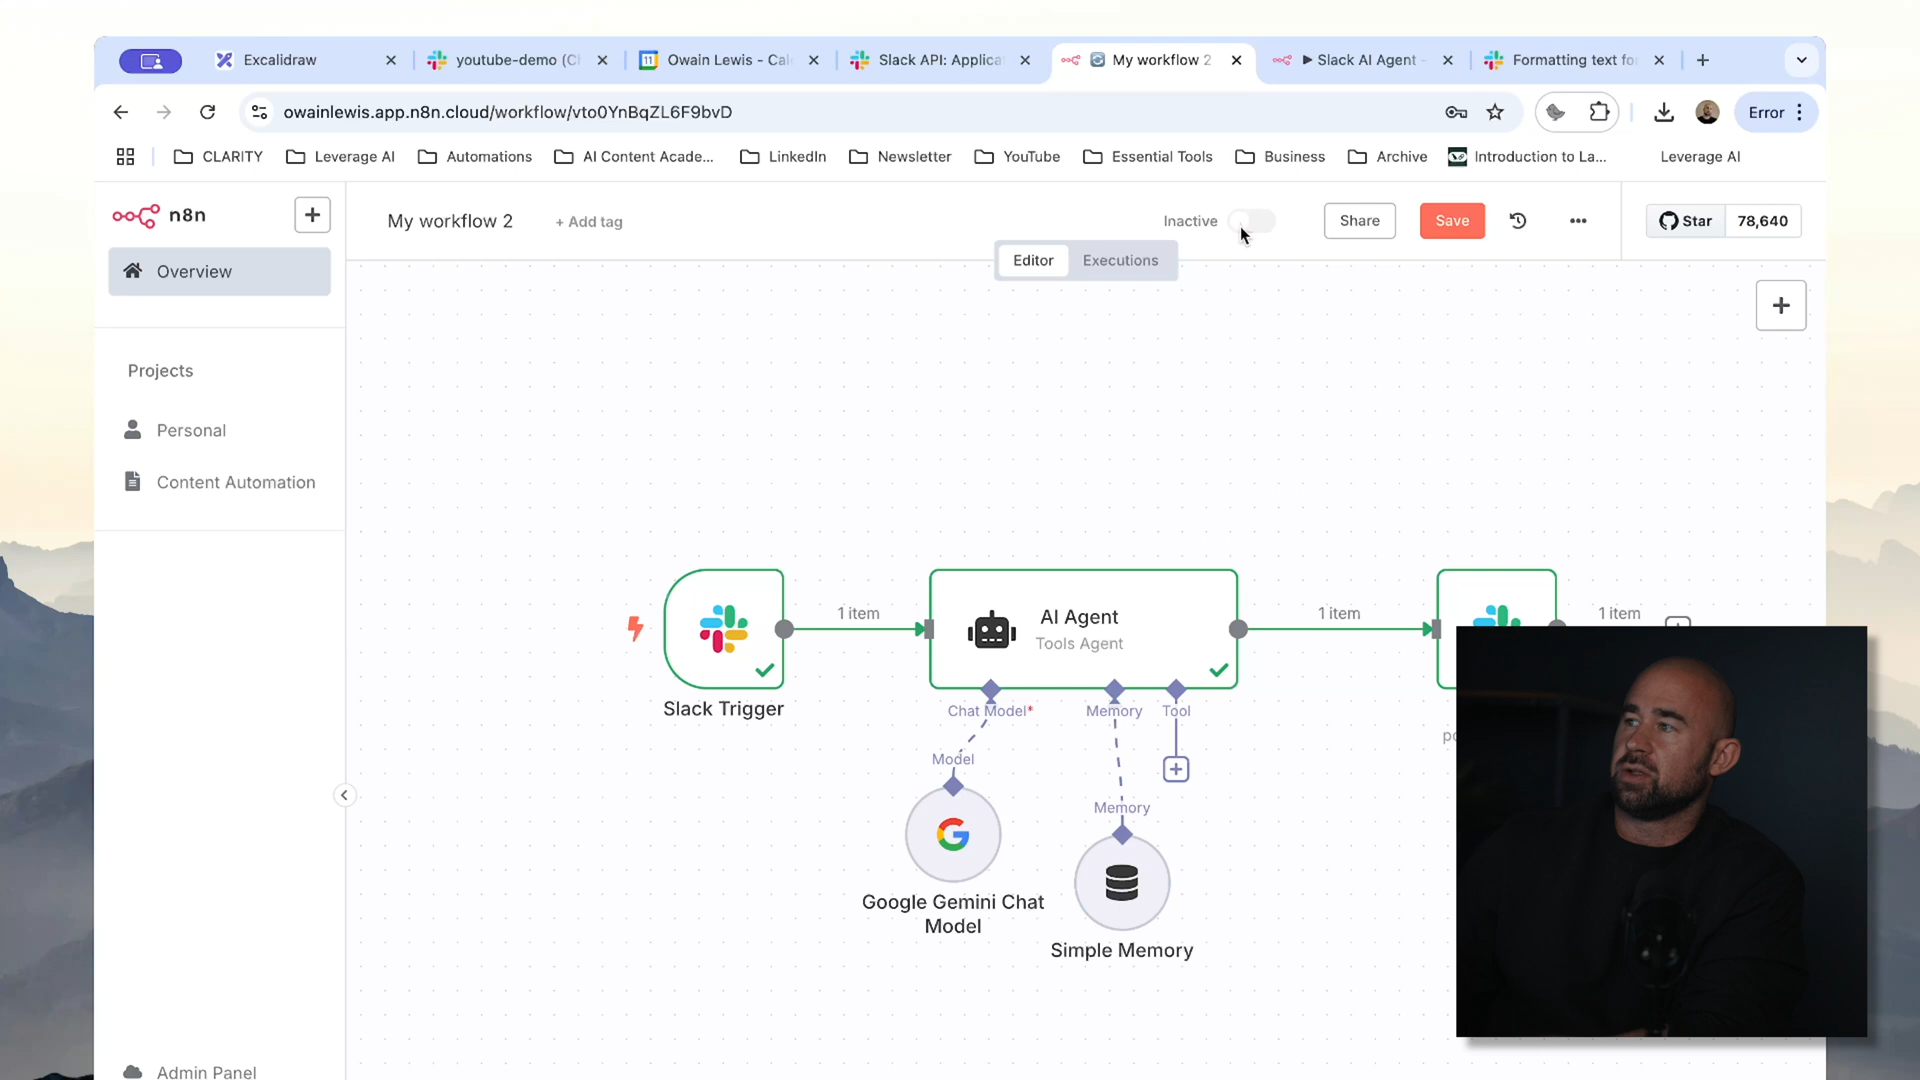 Excalidraw
youtube-demo (Cl
11
Owain Lewis - Cal
Slack API: Applica
My workflow 2
▶ Slack AI Agent -
Formatting text fo
owainlewis.app.n8n.cloud/workflow/vto0YnBqZL6F9bvD
Error
CLARITY
Leverage AI
Automations
AI Content Acade...
LinkedIn
Newsletter
YouTube
Essential Tools
Business
Archive
Introduction to La...
Leverage AI
n8n
My workflow 2
+ Add tag
Inactive
Share
Save
Star
78,640
Overview
Editor
Executions
Projects
Personal
Content Automation
1 item
AI Agent
Tools Agent
1 item
1 item
Slack Trigger
Chat Model*
Memory
Tool
Model
Memory
Google Gemini Chat
Model
Simple Memory
Admin Panel